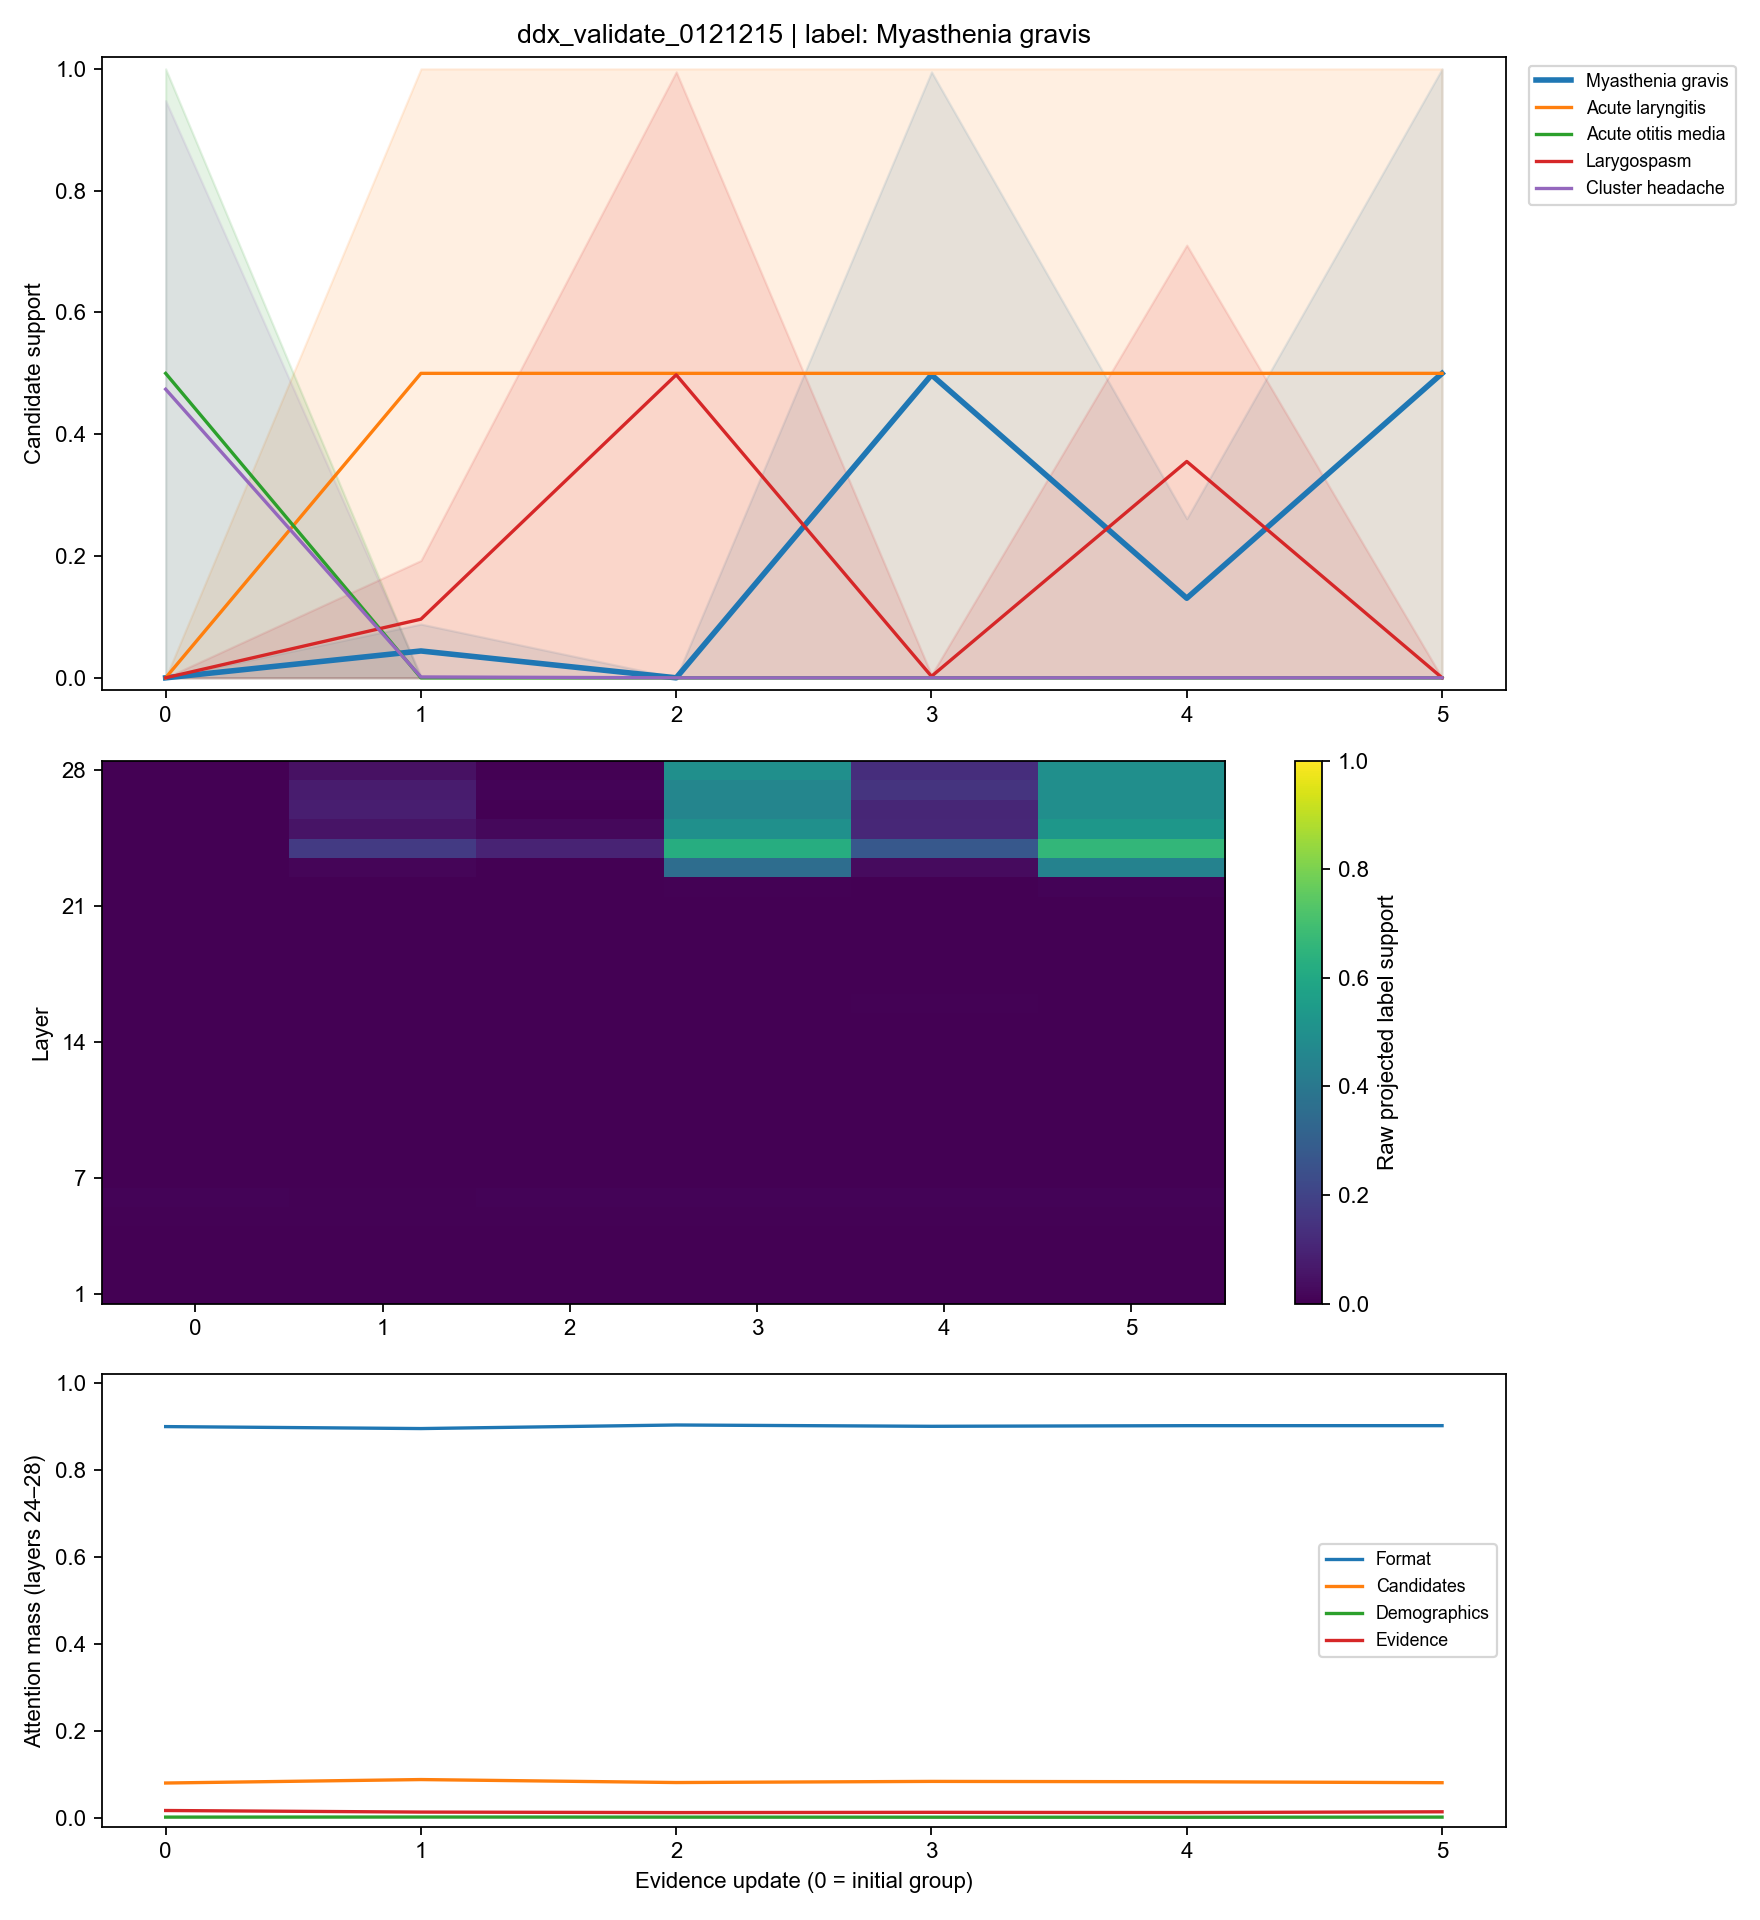 ddx_validate_0121215 | label: Myasthenia gravis
1.0
0.8
0.6
0.4
0.2
0.0
Candidate support
0 1 2 3 4 5
Myasthenia gravis
Acute laryngitis
Acute otitis media
Larygospasm
Cluster headache
28
21
14
7
1
Layer
0 1 2 3 4 5
1.0
0.8
0.6
0.4
0.2
0.0
Raw projected label support
1.0
0.8
0.6
0.4
0.2
0.0
Attention mass (layers 24–28)
Format
Candidates
Demographics
Evidence
0 1 2 3 4 5
Evidence update (0 = initial group)